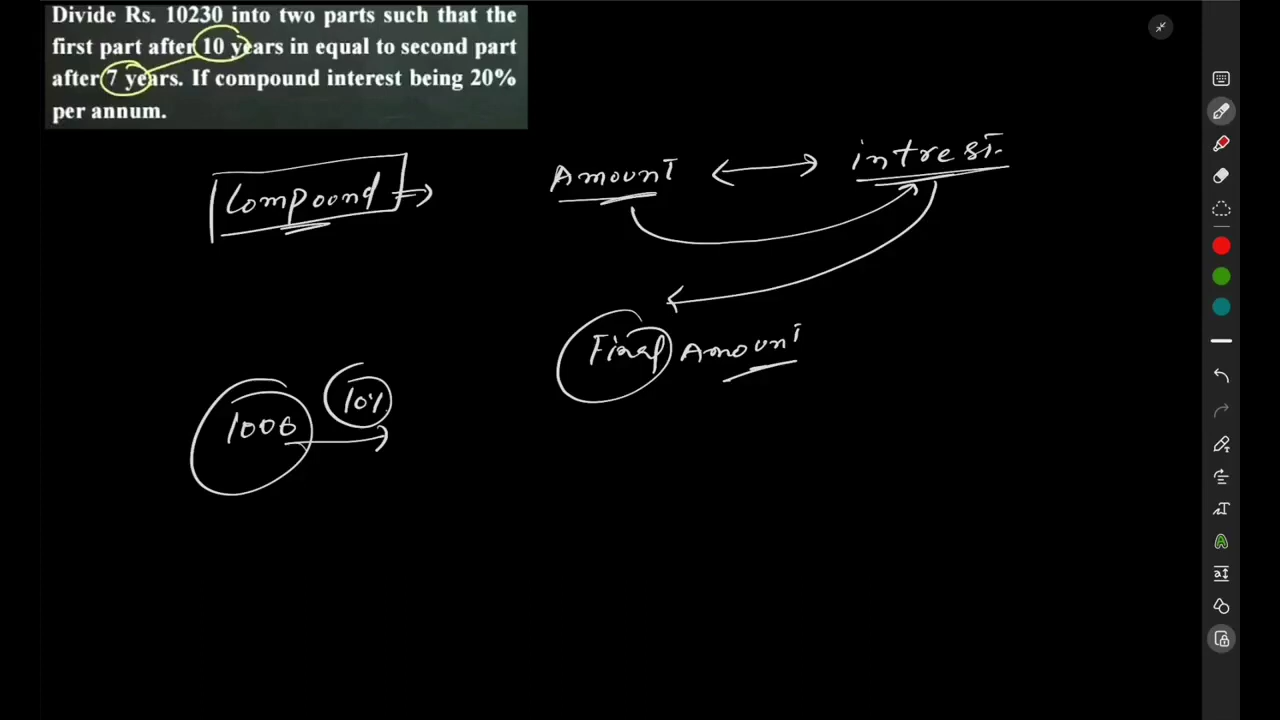 Divide Rs. 10230 into two parts such that the
first part after 10 years in equal to second part
after 7 years. If compound interest being 20%
per annum.
Compound
Amount
intrest.
Final Amount
1000
10%